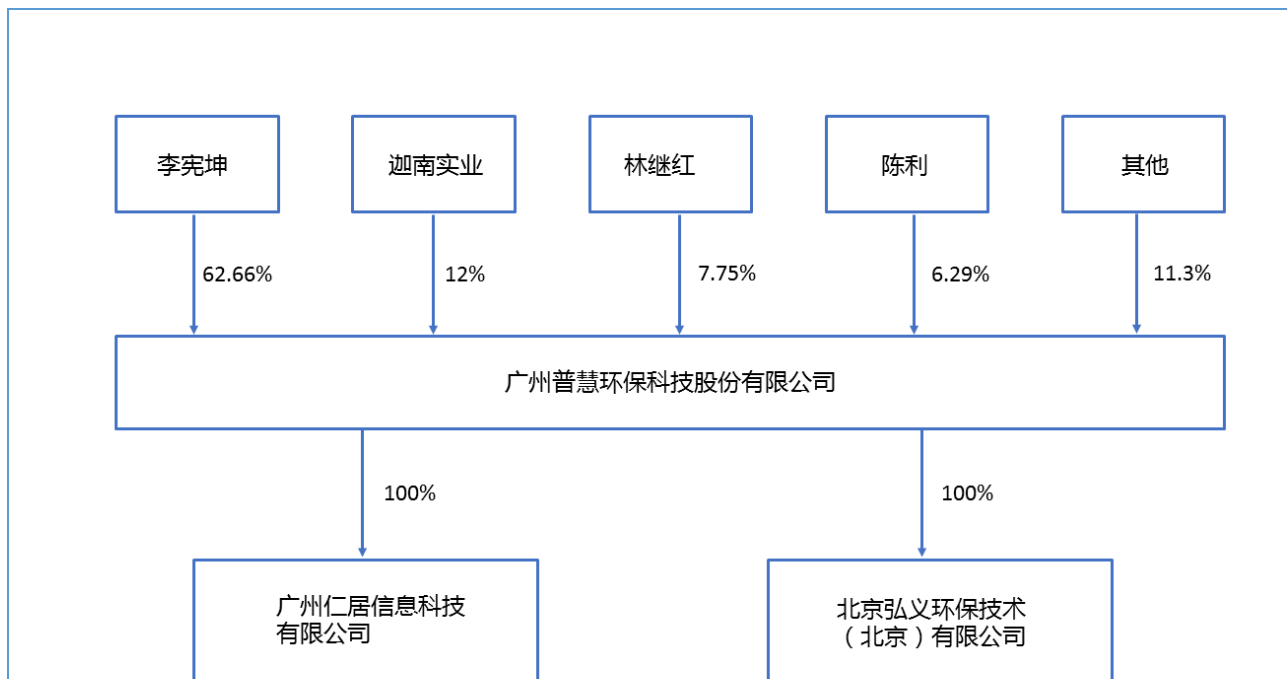 李宪坤
迦南实业
林继红
陈利
其他
62.66%
12%
7.75%
6.29%
11.3%
广州普慧环保科技股份有限公司
100%
100%
广州仁居信息科技
有限公司
北京弘义环保技术
（北京）有限公司